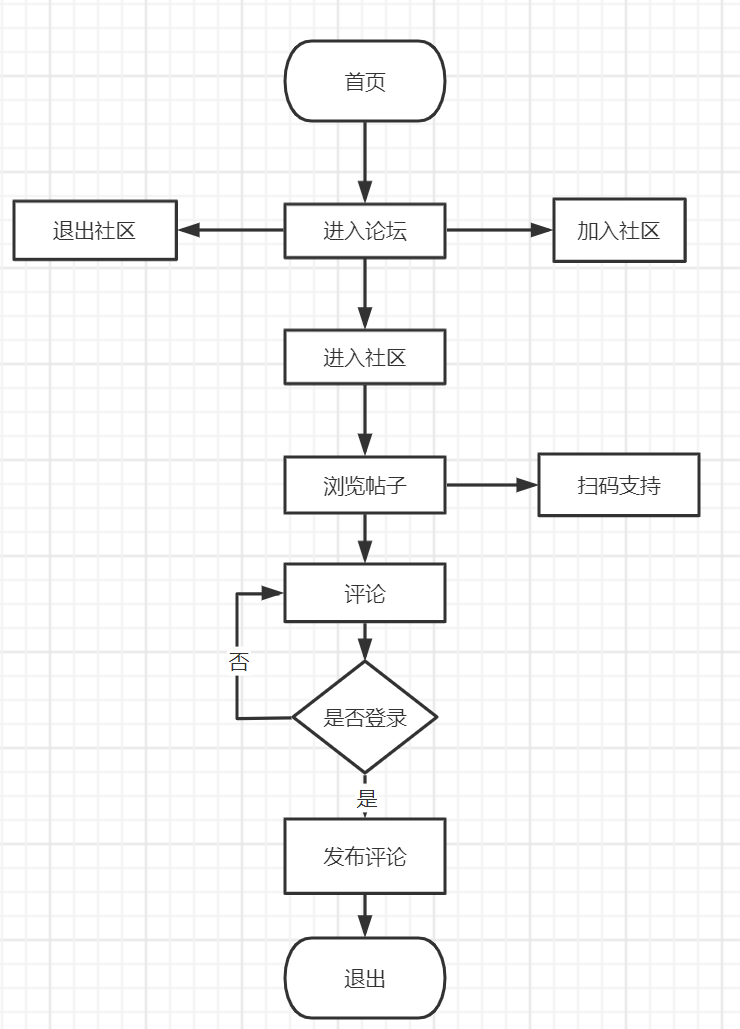 首页
退出社区
进入论坛
加入社区
进入社区
浏览帖子
扫码支持
评论
否
是否登录
是
发布评论
退出